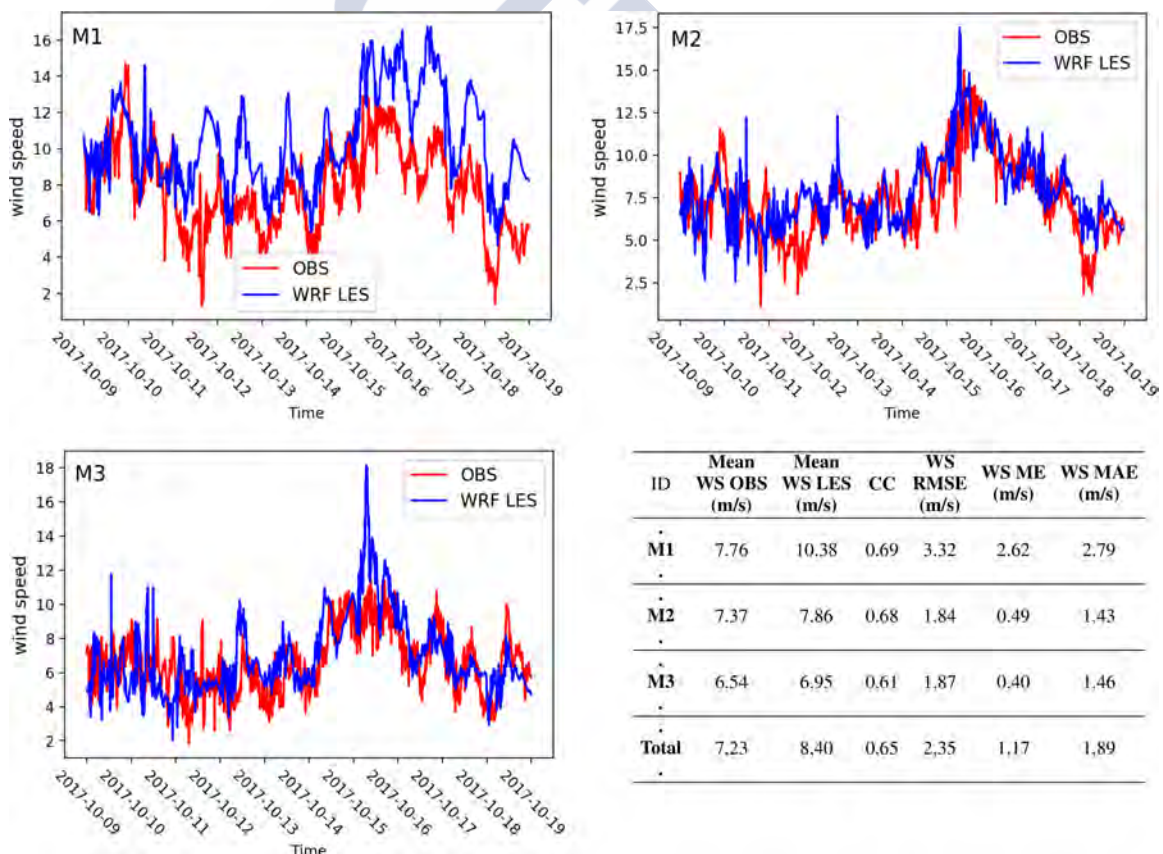 M1
OBS
WRF LES
wind speed
16
14
12
10
8
6
4
2
2017-10-09
2017-10-10
2017-10-11
2017-10-12
2017-10-13
2017-10-14
2017-10-15
2017-10-16
2017-10-17
2017-10-18
2017-10-19
Time
M2
OBS
WRF LES
wind speed
17.5
15.0
12.5
10.0
7.5
5.0
2.5
2017-10-09
2017-10-10
2017-10-11
2017-10-12
2017-10-13
2017-10-14
2017-10-15
2017-10-16
2017-10-17
2017-10-18
2017-10-19
Time
M3
OBS
WRF LES
wind speed
18
16
14
12
10
8
6
4
2
2017-10-09
2017-10-10
2017-10-11
2017-10-12
2017-10-13
2017-10-14
2017-10-15
2017-10-16
2017-10-17
2017-10-18
2017-10-19
Time
ID Mean WS OBS (m/s) Mean WS LES (m/s) CC WS RMSE (m/s) WS ME (m/s) WS MAE (m/s)
M1 7.76 10.38 0.69 3.32 2.62 2.79
M2 7.37 7.86 0.68 1.84 0.49 1.43
M3 6.54 6.95 0.61 1.87 0.40 1.46
Total 7,23 8,40 0.65 2,35 1,17 1,89